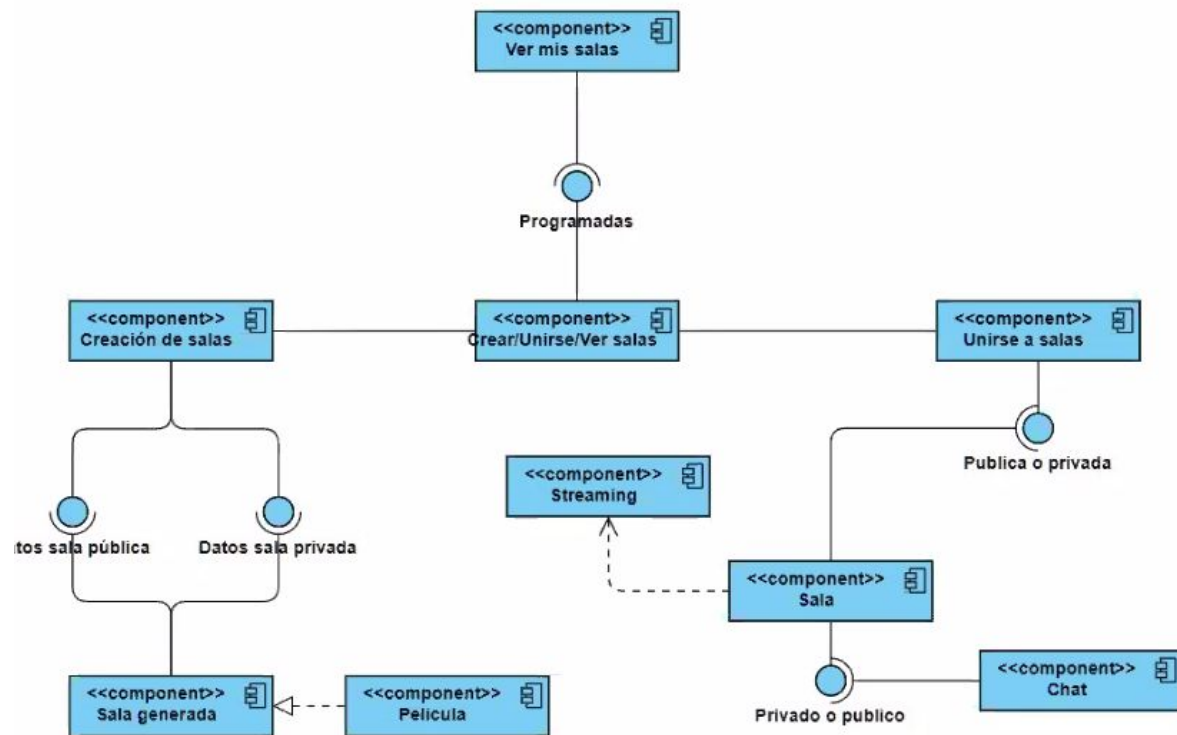 <<component>>
Ver mis salas
Programadas
<<component>>
Creación de salas
<<component>>
Crear/Unirse/Ver salas
<<component>>
Unirse a salas
Publica o privada
<<component>>
Streaming
tos sala pública
Datos sala privada
<<component>>
Sala
<<component>>
Sala generada
<<component>>
Pelicula
Privado o publico
<<component>>
Chat